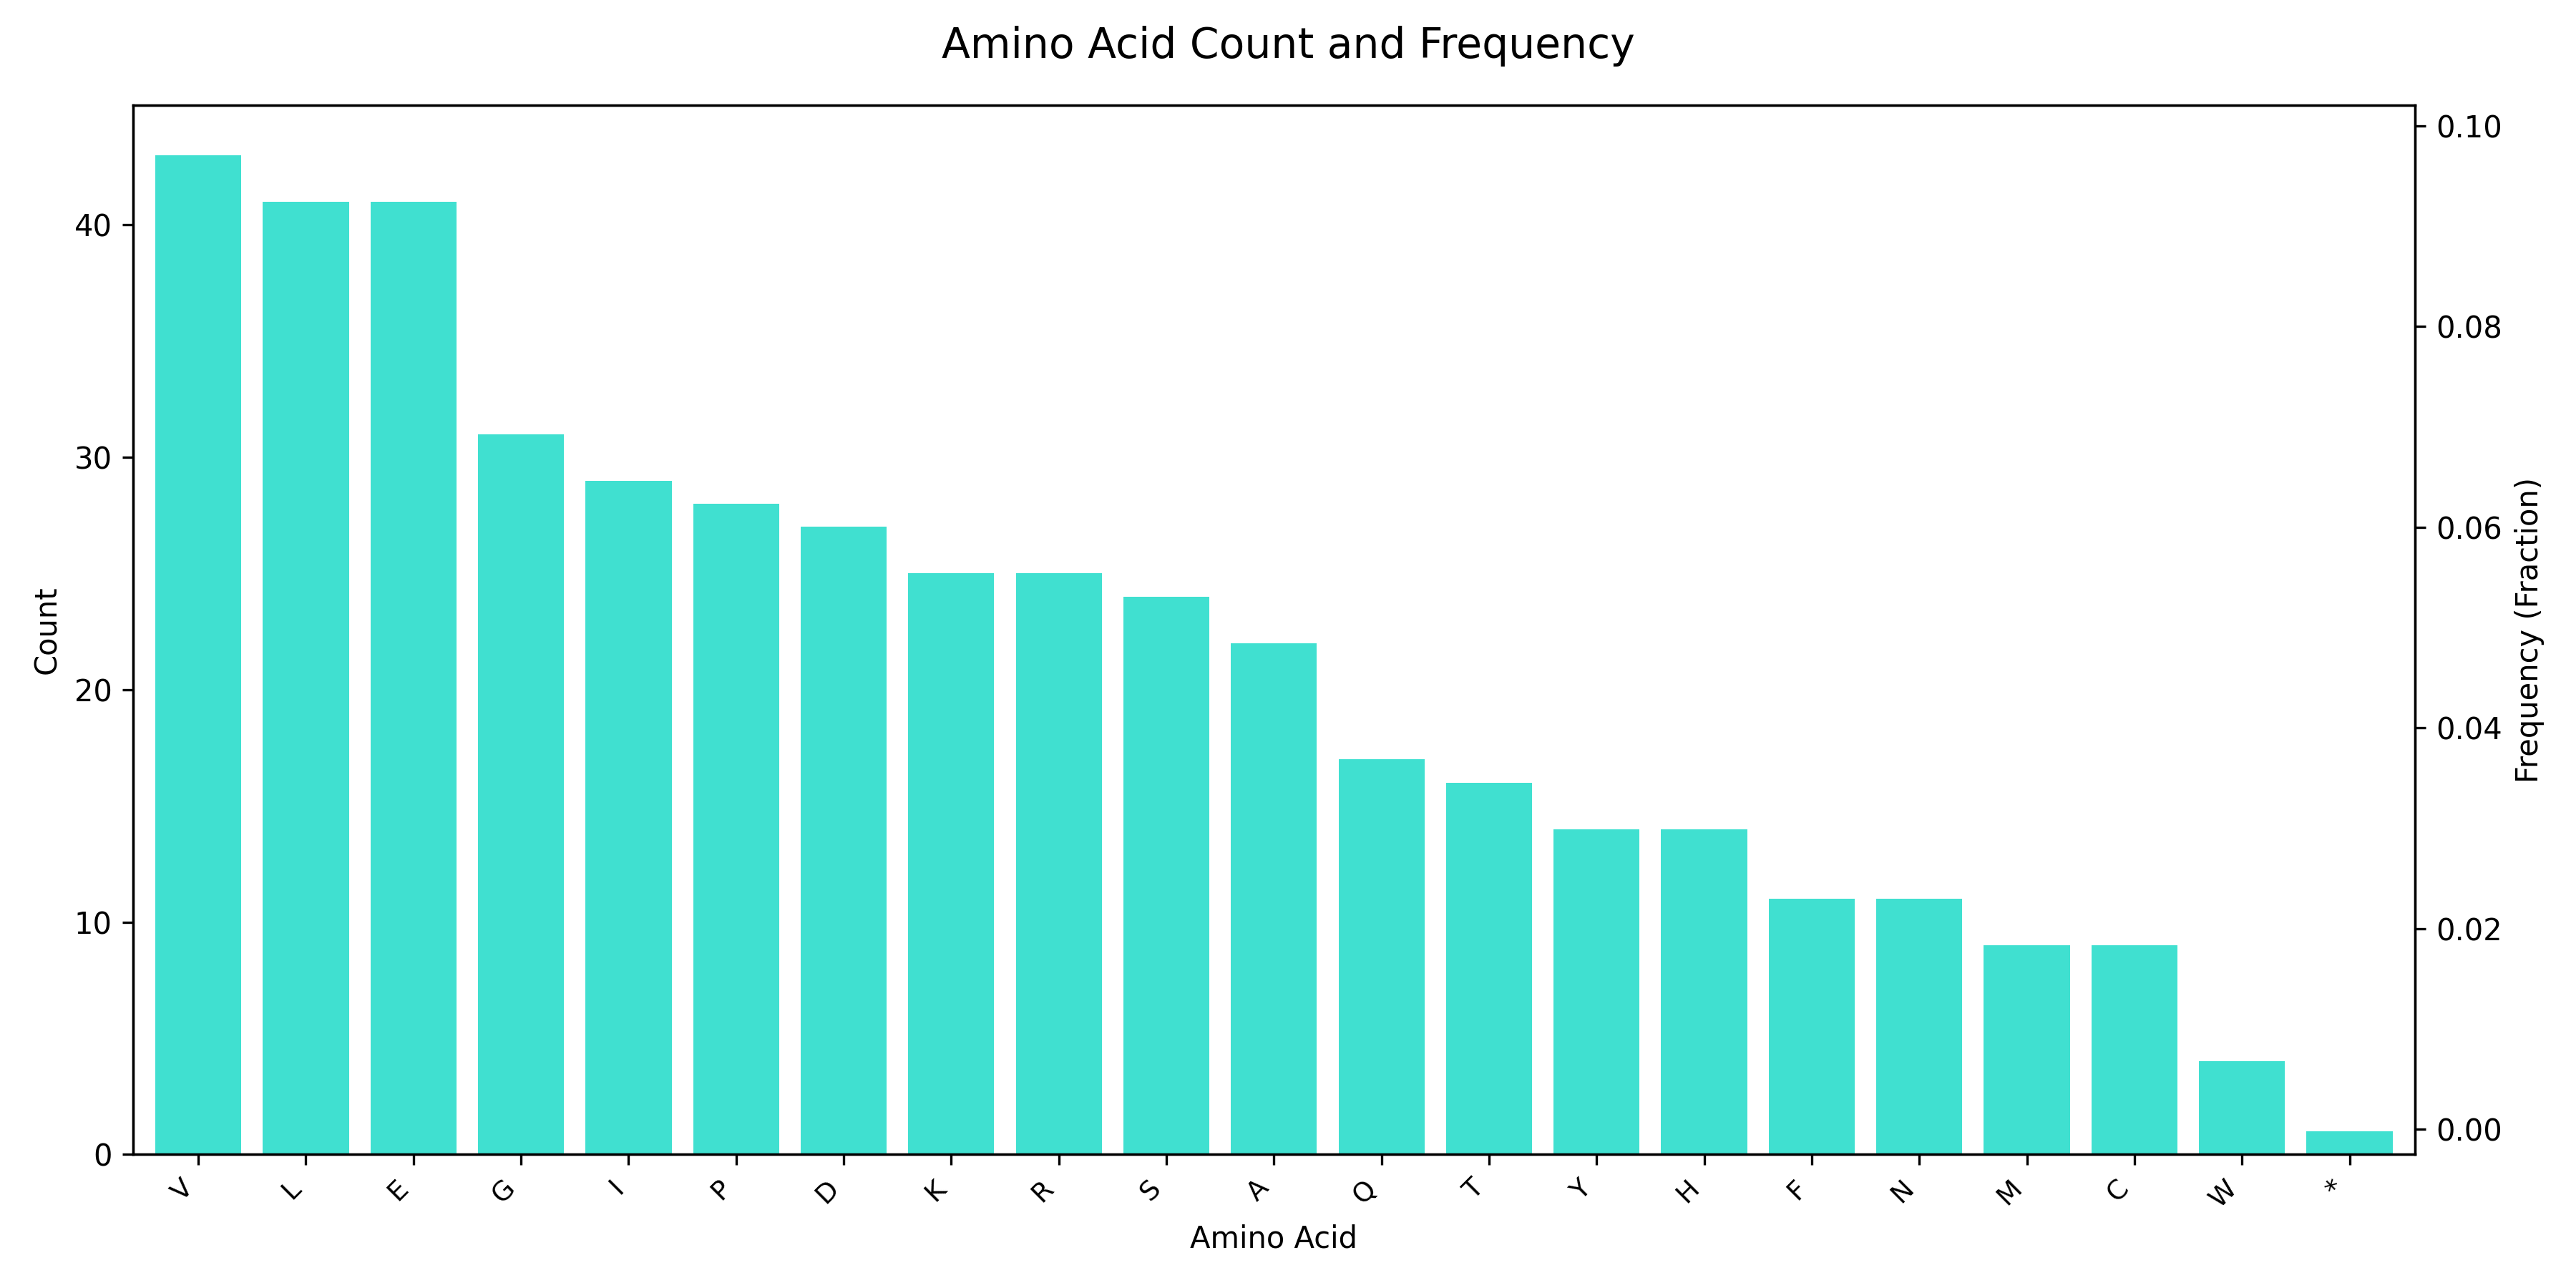 Amino Acid Count and Frequency
Count
40
30
20
10
0
0.10
0.08
0.06
0.04
0.02
0.00
Frequency (Fraction)
V L E G I P D K R S A Q T Y H F N M C W *
Amino Acid